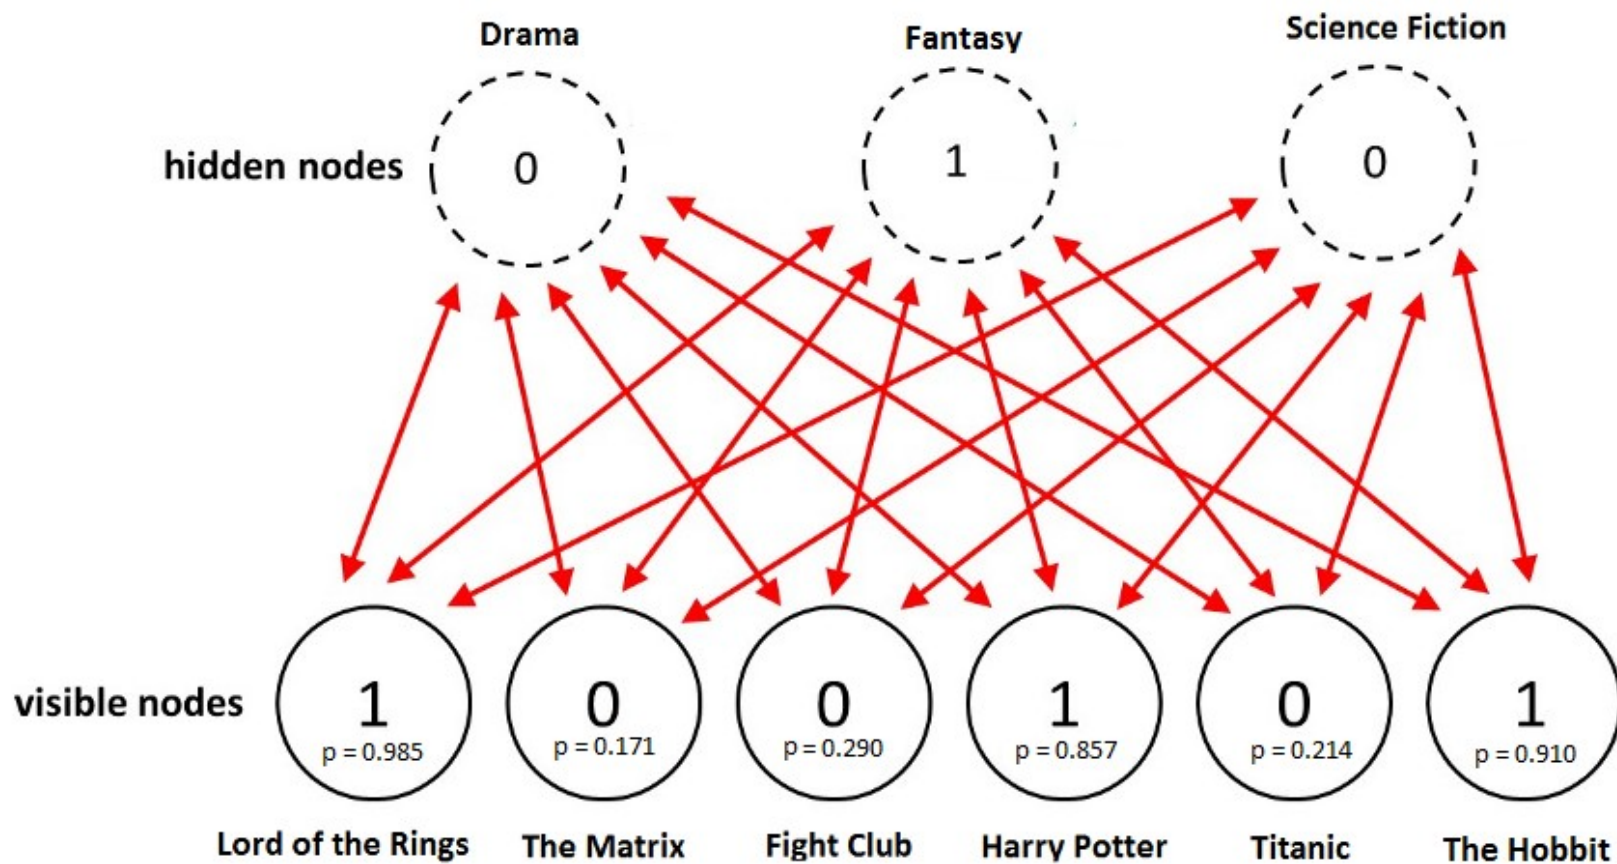 Drama
Fantasy
Science Fiction
hidden nodes
0
1
0
visible nodes
1
p = 0.985
0
p = 0.171
0
p = 0.290
1
p = 0.857
0
p = 0.214
1
p = 0.910
Lord of the Rings
The Matrix
Fight Club
Harry Potter
Titanic
The Hobbit